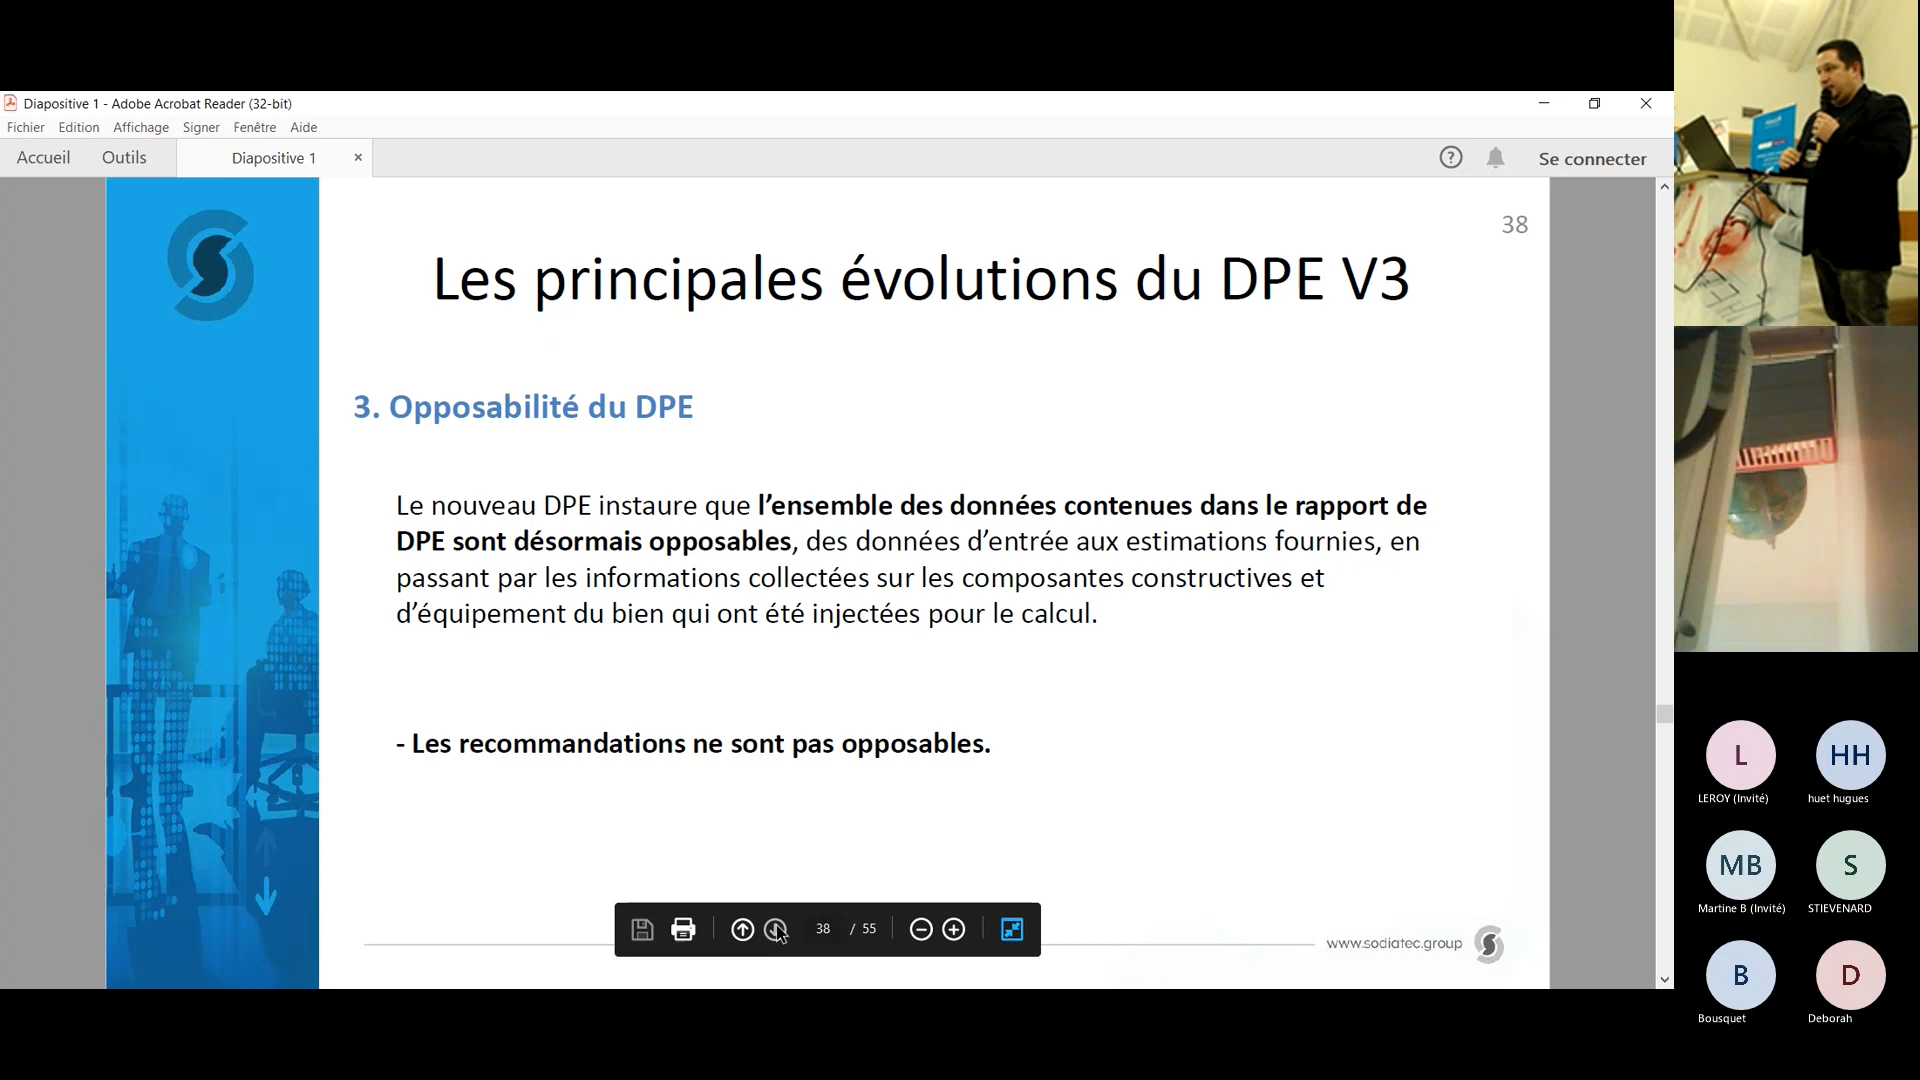 Diapositive 1 - Adobe Acrobat Reader (32-bit)
Fichier Edition Affichage Signer Fenêtre Aide
Accueil Outils Diapositive 1 Se connecter
38
Les principales évolutions du DPE V3
3. Opposabilité du DPE
Le nouveau DPE instaure que l’ensemble des données contenues dans le rapport de
DPE sont désormais opposables, des données d’entrée aux estimations fournies, en
passant par les informations collectées sur les composantes constructives et
d’équipement du bien qui ont été injectées pour le calcul.
- Les recommandations ne sont pas opposables.
38 / 55
www.sodiatec.group
L HH
LEROY (Invité) huet hugues
MB S
Martine B (Invité) STIEVENARD
B D
Bousquet Deborah